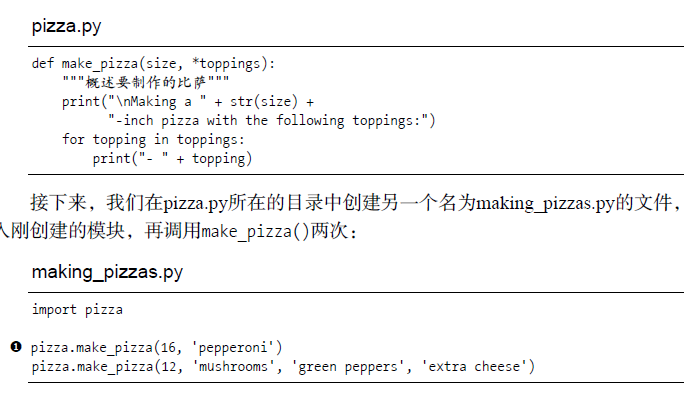 pizza.py
def make_pizza(size, *toppings):
"""概述要制作的比萨"""
print("\nMaking a " + str(size) +
"-inch pizza with the following toppings:")
for topping in toppings:
print("- " + topping)
接下来，我们在pizza.py所在的目录中创建另一个名为making_pizzas.py的文件，
入刚创建的模块，再调用make_pizza()两次：
making_pizzas.py
import pizza
❶ pizza.make_pizza(16, 'pepperoni')
pizza.make_pizza(12, 'mushrooms', 'green peppers', 'extra cheese')